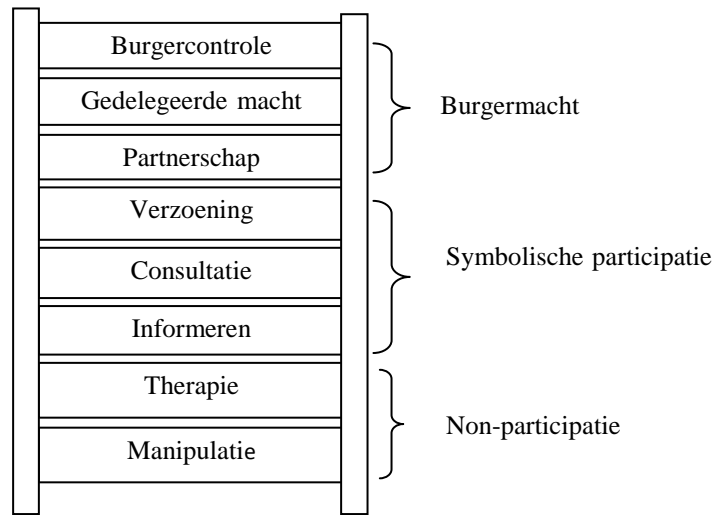 Burgercontrole
Gedelegeerde macht
Burgermacht
Partnerschap
Verzoening
Consultatie
Symbolische participatie
Informeren
Therapie
Non-participatie
Manipulatie